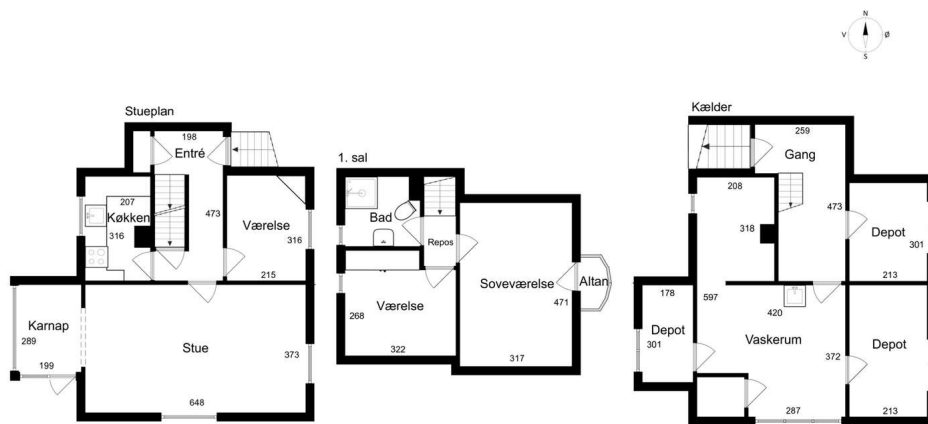 N
V
Ø
S
Stueplan
198
Entré
207
Køkken
316
473
Værelse
316
215
Karnap
289
199
Stue
373
648
1. sal
Bad
Repos
Værelse
268
322
Soveværelse
471
Altan
317
Kælder
259
Gang
208
318
473
Depot
301
213
178
597
420
Depot
301
Vaskerum
372
Depot
287
213